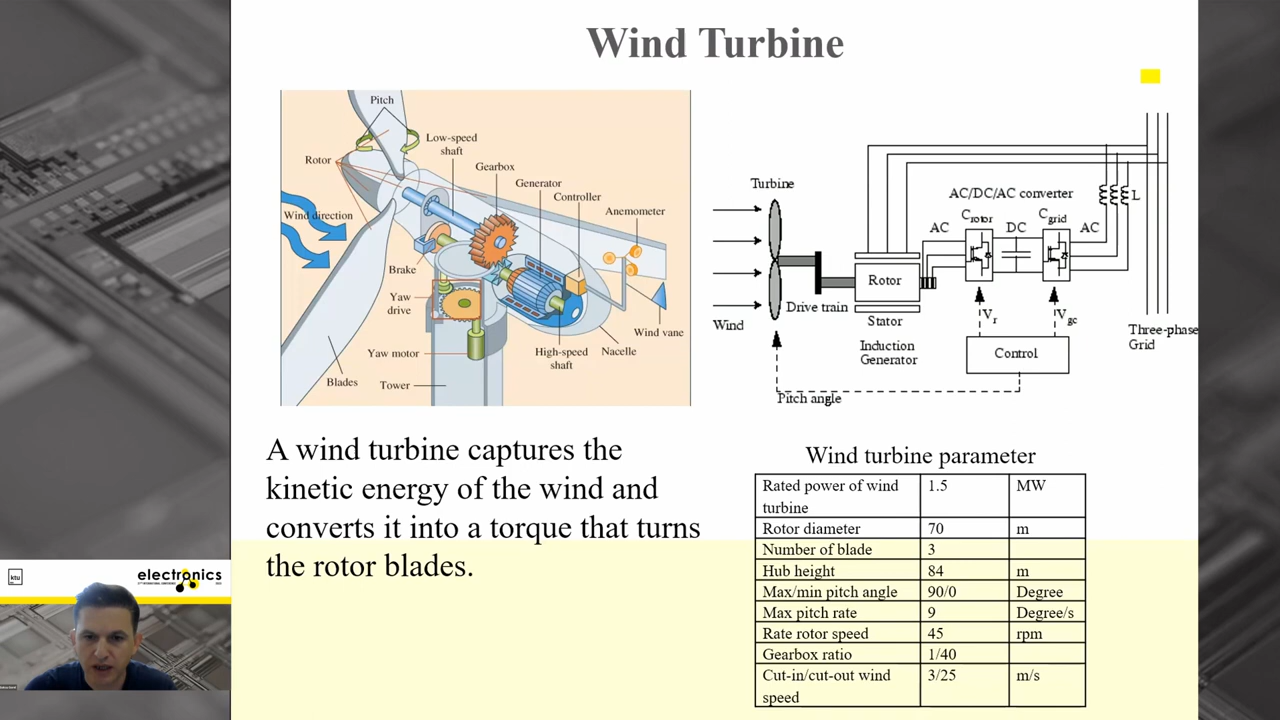 Wind Turbine
Pitch
Low-speed
shaft
Gearbox
Rotor
Generator
Controller
Anemometer
Wind direction
Brake
Yaw
drive
Wind vane
Yaw motor
High-speed
shaft
Nacelle
Blades
Tower
Turbine
AC/DC/AC converter
L
Crotor
Cgrid
AC
DC
AC
Rotor
Drive train
Vr
Vgc
Wind
Stator
Three-phase
Grid
Induction
Generator
Control
Pitch angle
A wind turbine captures the
kinetic energy of the wind and
converts it into a torque that turns
the rotor blades.
Wind turbine parameter
Rated power of wind turbine 1.5 MW
Rotor diameter 70 m
Number of blade 3
Hub height 84 m
Max/min pitch angle 90/0 Degree
Max pitch rate 9 Degree/s
Rate rotor speed 45 rpm
Gearbox ratio 1/40
Cut-in/cut-out wind speed 3/25 m/s
ktu
electronics